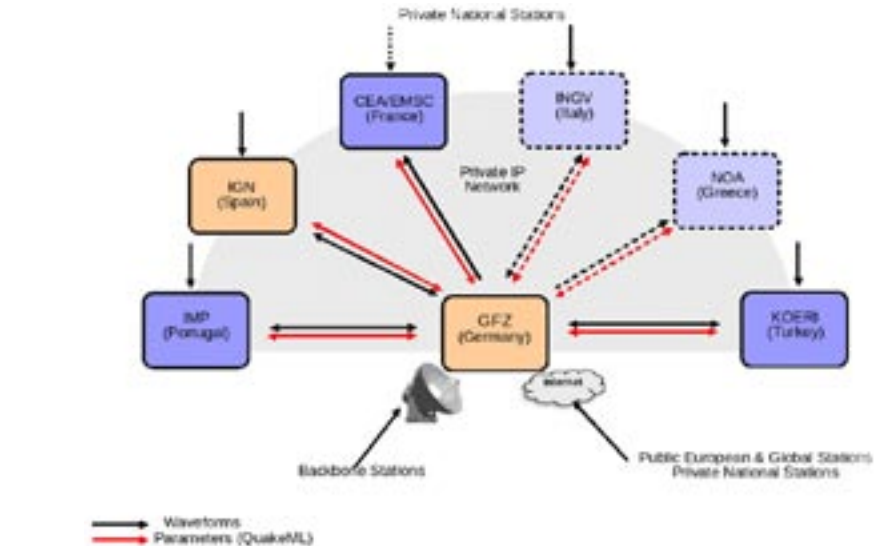 Private National Stations
CEA/EMSC
(France)
INGV
(Italy)
IGN
(Spain)
Private IP
Network
NOA
(Greece)
IMP
(Portugal)
GFZ
(Germany)
KOERI
(Turkey)
Internet
Backbone Stations
Public European & Global Stations
Private National Stations
Waveforms
Parameters (QuakeML)